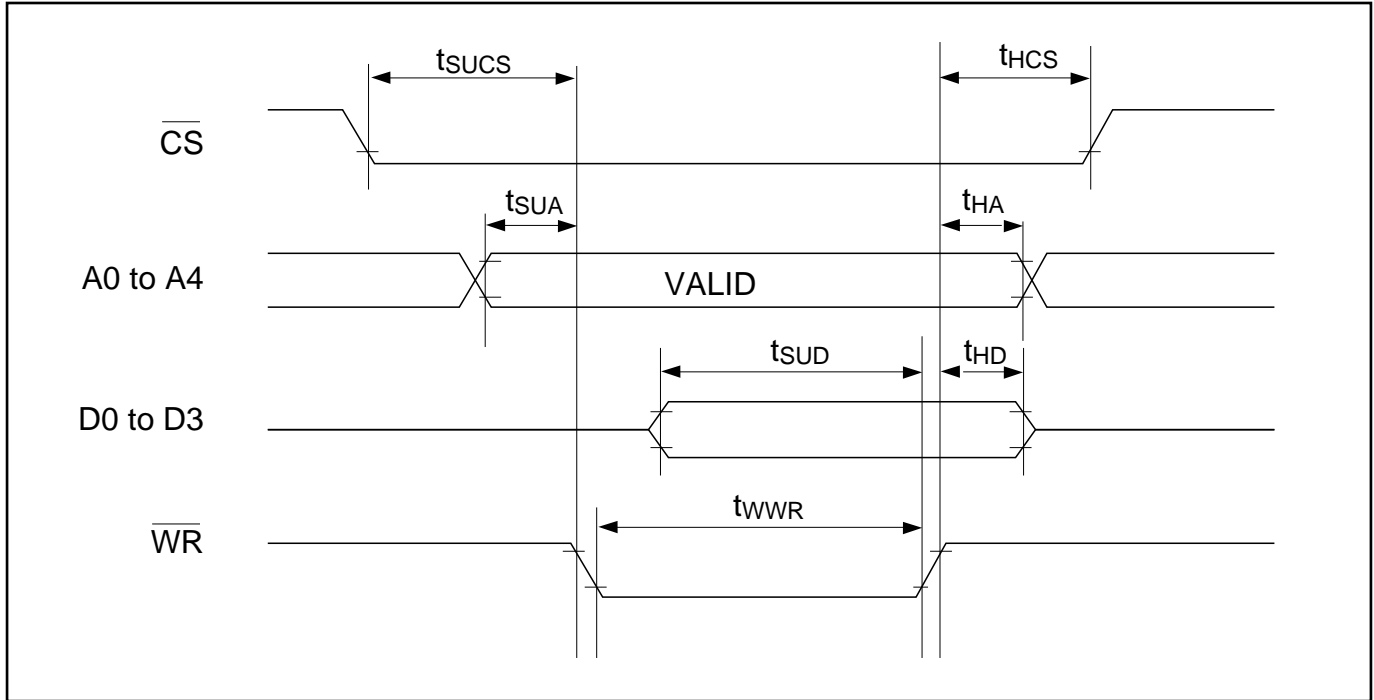 tSUCS
tHCS
CS
tSUA
tHA
A0 to A4
VALID
tSUD
tHD
D0 to D3
tWWR
WR